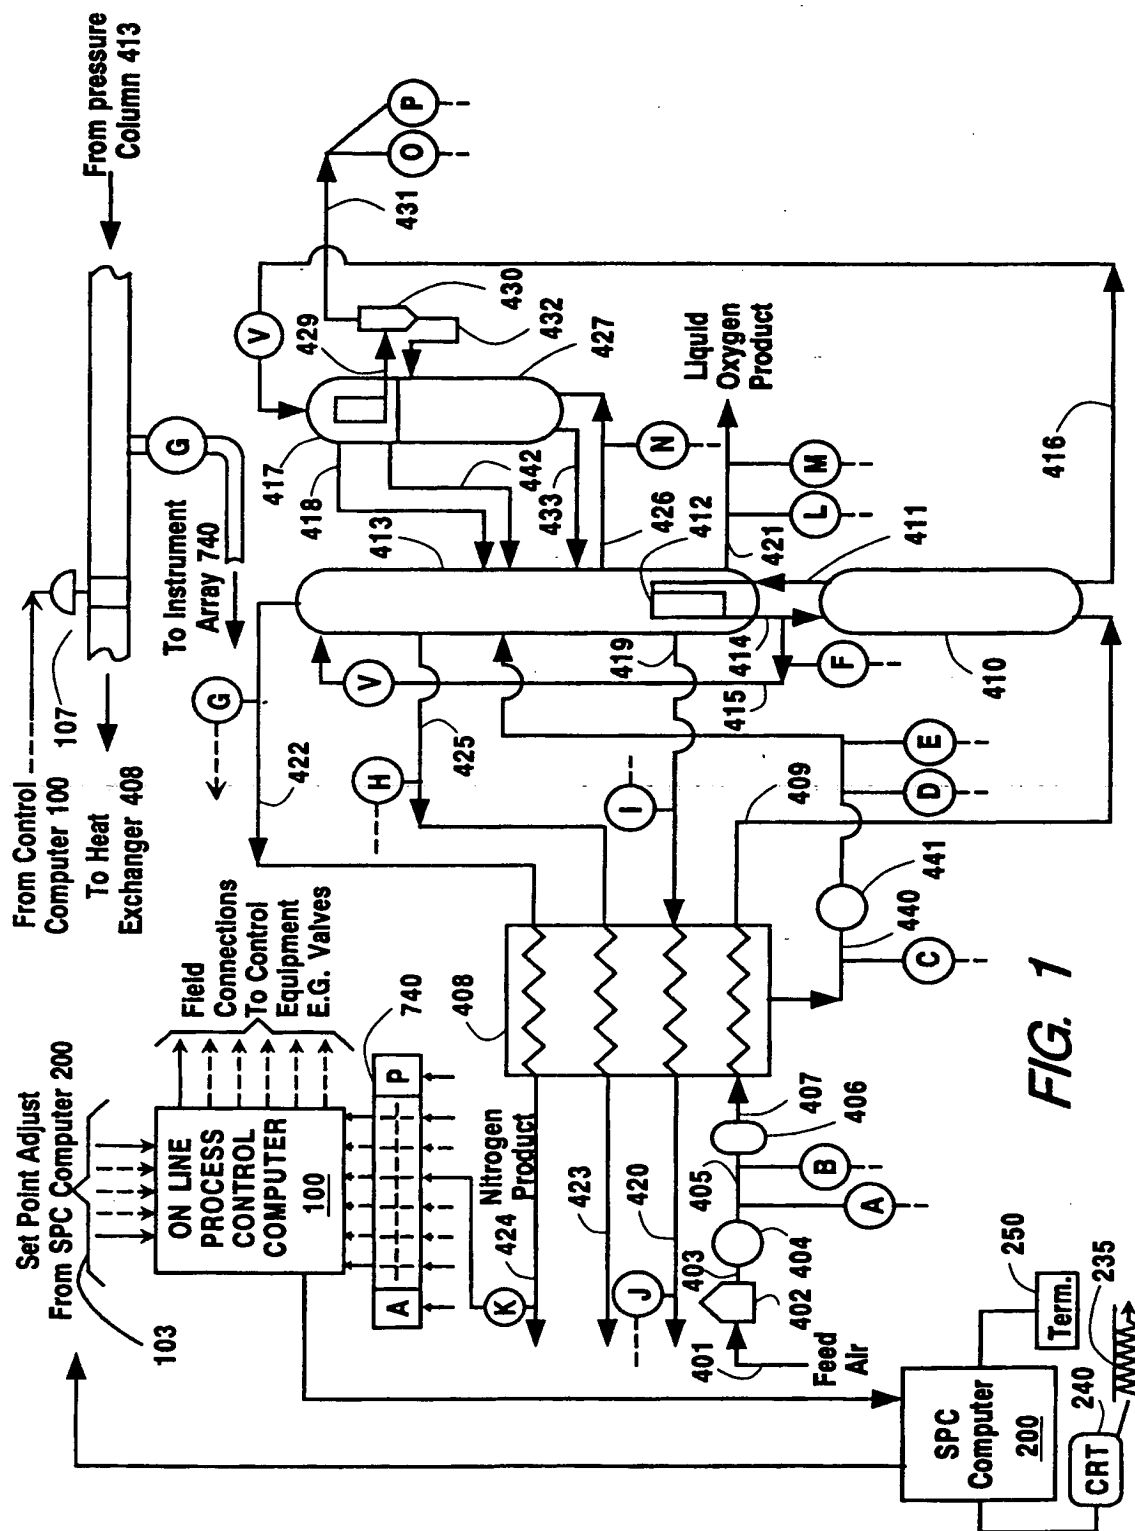 From Control
Computer 100
To Heat
Exchanger 408
107
From pressure
Column 413
G
To Instrument
Array 740
Set Point Adjust
From SPC Computer 200
103
ON LINE
PROCESS
CONTROL
COMPUTER
100
Field
Connections
To Control
Equipment
E.G. Valves
A
P
740
K
Nitrogen
Product
424
423
420
J
408
422
G
H
425
I
V
413
417
418
442
433
429
V
430
432
427
431
O
P
426
412
N
Liquid
Oxygen
Product
421
L
M
411
416
419
414
415
F
410
409
D
E
441
440
C
407
406
405
B
A
403
404
402
401
Feed
Air
SPC
Computer
200
Term.
250
235
240
CRT
FIG. 1